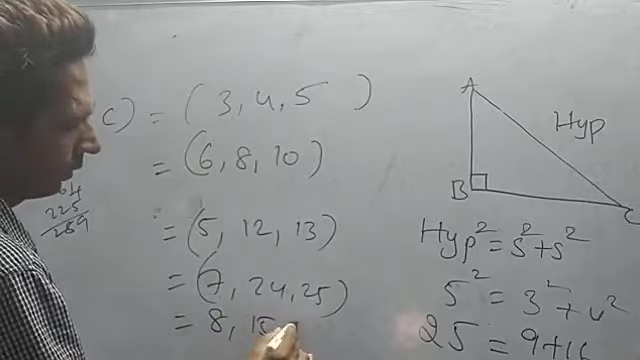 c) = (3, 4, 5)
= (6, 8, 10)
= (5, 12, 13)
= (7, 24, 25)
= 8, 15,
64
225
289
A
B
C
Hyp
Hyp² = s² + s²
5² = 3² + 4²
25 = 9 + 16